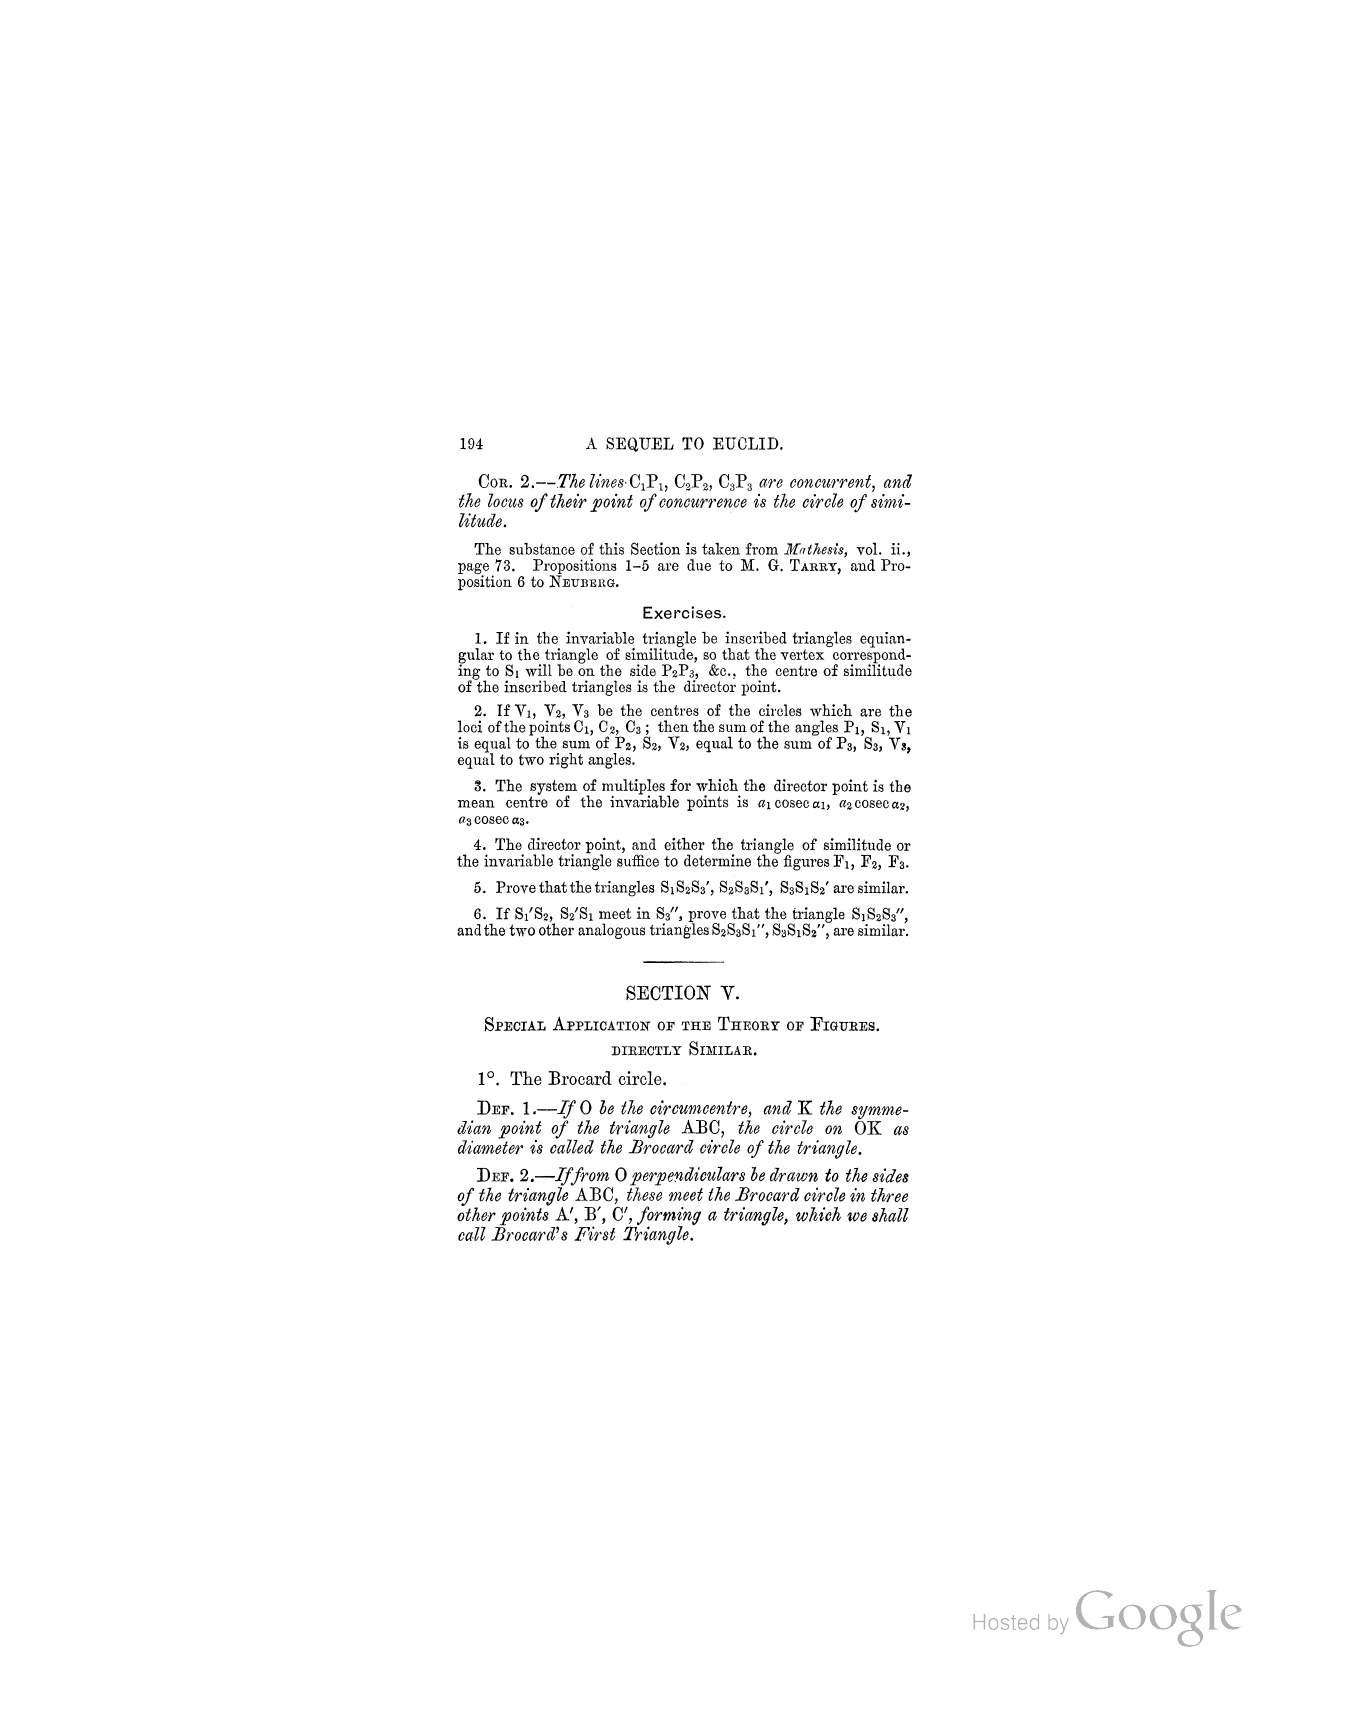 194 A SEQUEL TO EUCLID.
Cor. 2.—The lines C₁P₁, C₂P₂, C₃P₃ are concurrent, and
the locus of their point of concurrence is the circle of simi-
litude.
The substance of this Section is taken from Mathesis, vol. ii.,
page 73. Propositions 1–5 are due to M. G. Tarry, and Pro-
position 6 to Neuberg.
Exercises.
1. If in the invariable triangle be inscribed triangles equian-
gular to the triangle of similitude, so that the vertex correspond-
ing to S₁ will be on the side P₂P₃, &c., the centre of similitude
of the inscribed triangles is the director point.
2. If V₁, V₂, V₃ be the centres of the circles which are the
loci of the points C₁, C₂, C₃; then the sum of the angles P₁, S₁, V₁
is equal to the sum of P₂, S₂, V₂, equal to the sum of P₃, S₃, V₃,
equal to two right angles.
3. The system of multiples for which the director point is the
mean centre of the invariable points is a₁ cosec α₁, a₂ cosec α₂,
a₃ cosec α₃.
4. The director point, and either the triangle of similitude or
the invariable triangle suffice to determine the figures F₁, F₂, F₃.
5. Prove that the triangles S₁S₂S₃′, S₂S₃S₁′, S₃S₁S₂′ are similar.
6. If S₁′S₂, S₂′S₁ meet in S₃″, prove that the triangle S₁S₂S₃″,
and the two other analogous triangles S₂S₃S₁″, S₃S₁S₂″, are similar.
SECTION V.
Special Application of the Theory of Figures.
directly Similar.
1°. The Brocard circle.
Def. 1.—If O be the circumcentre, and K the symme-
dian point of the triangle ABC, the circle on OK as
diameter is called the Brocard circle of the triangle.
Def. 2.—If from O perpendiculars be drawn to the sides
of the triangle ABC, these meet the Brocard circle in three
other points A′, B′, C′, forming a triangle, which we shall
call Brocard's First Triangle.
Hosted by Google